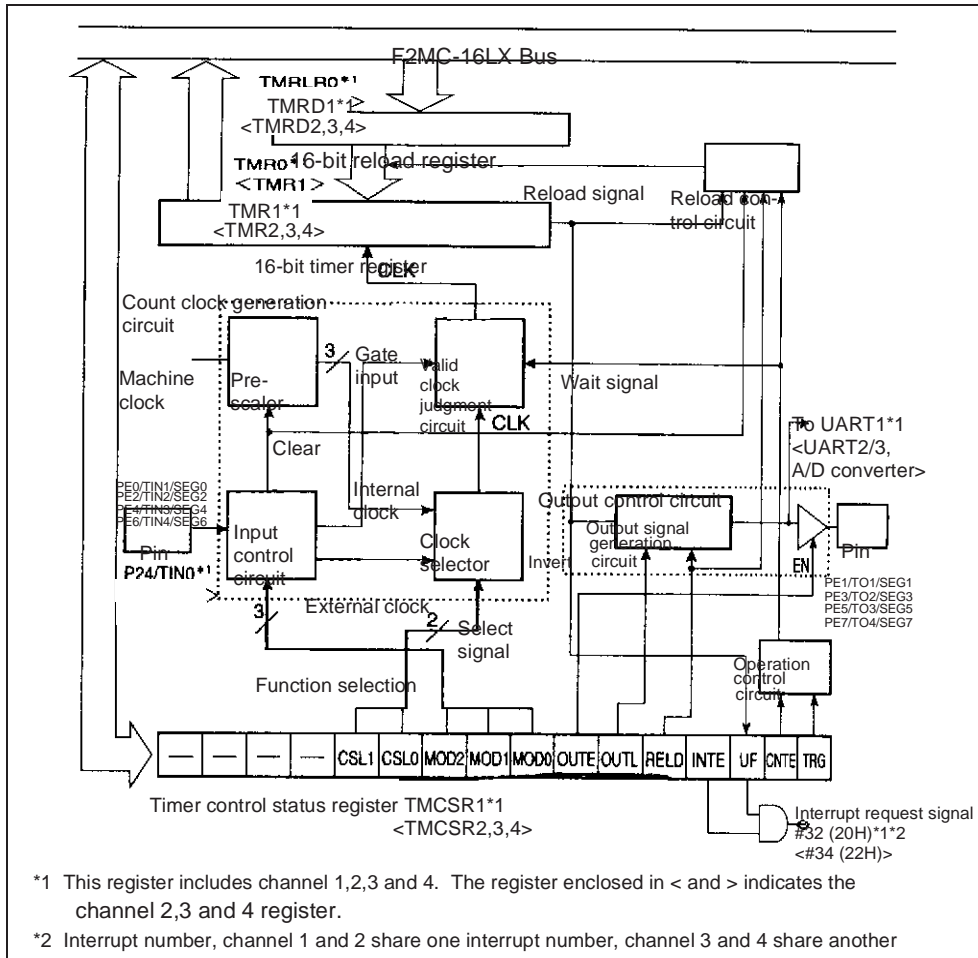 F2MC-16LX Bus
TMRLR0*1
TMRD1*1
<TMRD2,3,4>
16-bit reload register
TMR0*1
<TMR1>
Reload signal
Reload con-
trol circuit
TMR1*1
<TMR2,3,4>
16-bit timer register
CLK
Count clock generation
circuit
3
Gate
input
Machine
clock
Pre-
scaler
Valid
clock
judgment
circuit
Wait signal
CLK
Clear
To UART1*1
<UART2/3,
A/D converter>
PE0/TIN1/SEG0
PE2/TIN2/SEG2
PE4/TIN3/SEG4
PE6/TIN4/SEG6
Internal
clock
Output control circuit
Pin
P24/TIN0*1
>
Input
control
circuit
Clock
selector
Invert
Output signal
generation
circuit
EN
Pin
PE1/TO1/SEG1
PE3/TO2/SEG3
PE5/TO3/SEG5
PE7/TO4/SEG7
3
External clock
2
Select
signal
Function selection
Operation
control
circuit
— — — — CSL1 CSL0 MOD2 MOD1 MOD0 OUTE OUTL RELD INTE UF CNTE TRG
Timer control status register TMCSR1*1
<TMCSR2,3,4>
Interrupt request signal
#32 (20H)*1*2
<#34 (22H)>
*1 This register includes channel 1,2,3 and 4. The register enclosed in < and > indicates the
channel 2,3 and 4 register.
*2 Interrupt number, channel 1 and 2 share one interrupt number, channel 3 and 4 share another